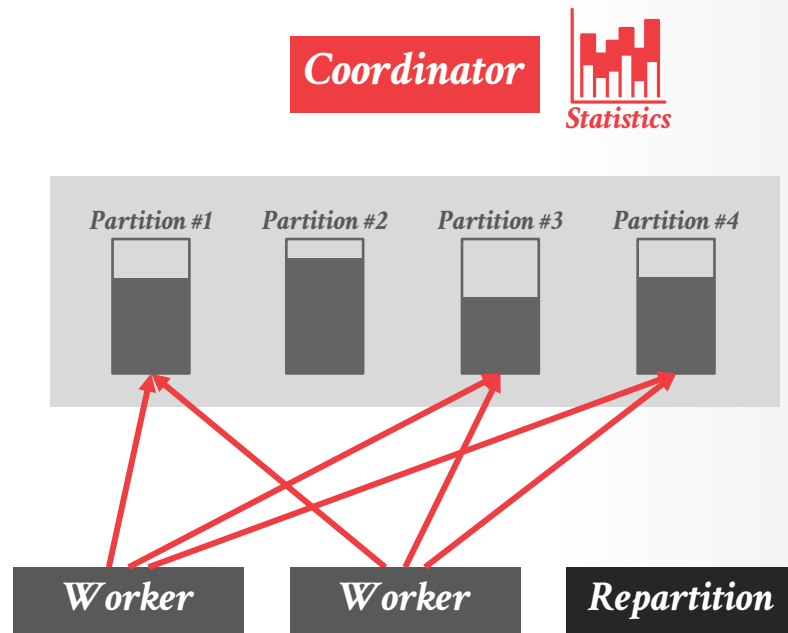 Coordinator
Statistics
Partition #1 Partition #2 Partition #3 Partition #4
Worker Worker Repartition